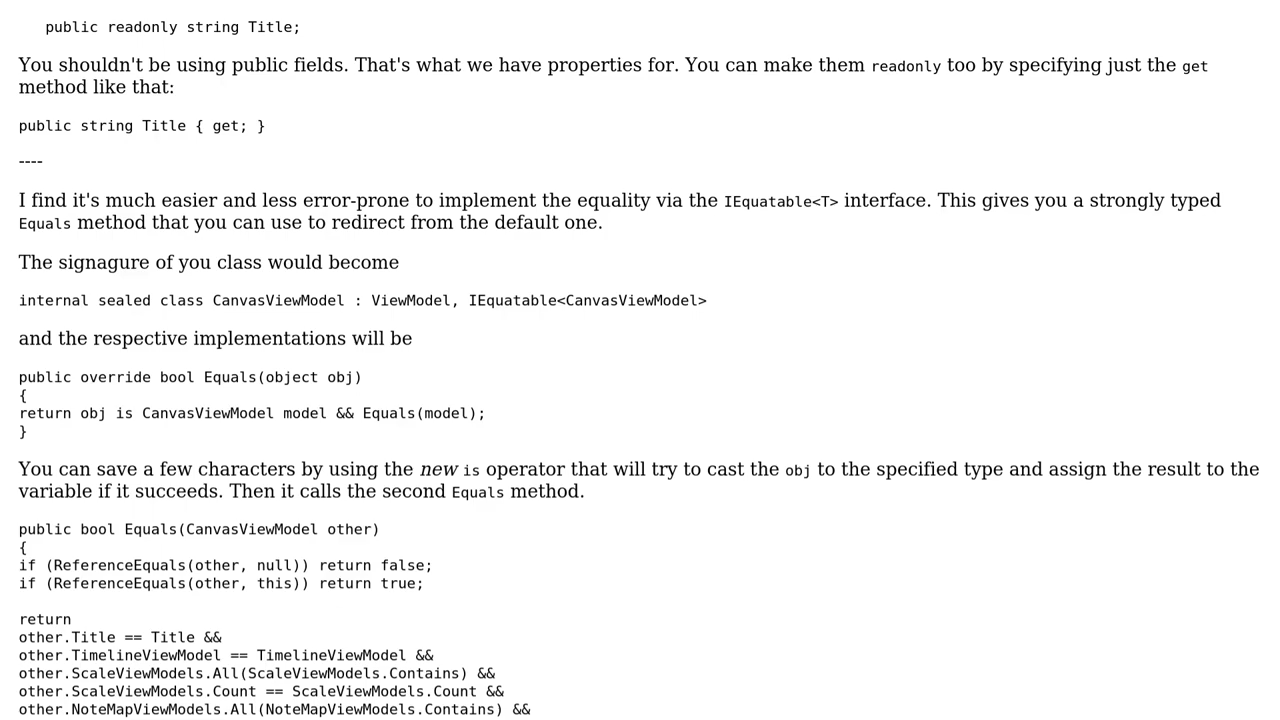 public readonly string Title;
You shouldn't be using public fields. That's what we have properties for. You can make them readonly too by specifying just the get
method like that:
public string Title { get; }
----
I find it's much easier and less error-prone to implement the equality via the IEquatable<T> interface. This gives you a strongly typed
Equals method that you can use to redirect from the default one.
The signagure of you class would become
internal sealed class CanvasViewModel : ViewModel, IEquatable<CanvasViewModel>
and the respective implementations will be
public override bool Equals(object obj)
{
return obj is CanvasViewModel model && Equals(model);
}
You can save a few characters by using the new is operator that will try to cast the obj to the specified type and assign the result to the
variable if it succeeds. Then it calls the second Equals method.
public bool Equals(CanvasViewModel other)
{
if (ReferenceEquals(other, null)) return false;
if (ReferenceEquals(other, this)) return true;
return
other.Title == Title &&
other.TimelineViewModel == TimelineViewModel &&
other.ScaleViewModels.All(ScaleViewModels.Contains) &&
other.ScaleViewModels.Count == ScaleViewModels.Count &&
other.NoteMapViewModels.All(NoteMapViewModels.Contains) &&